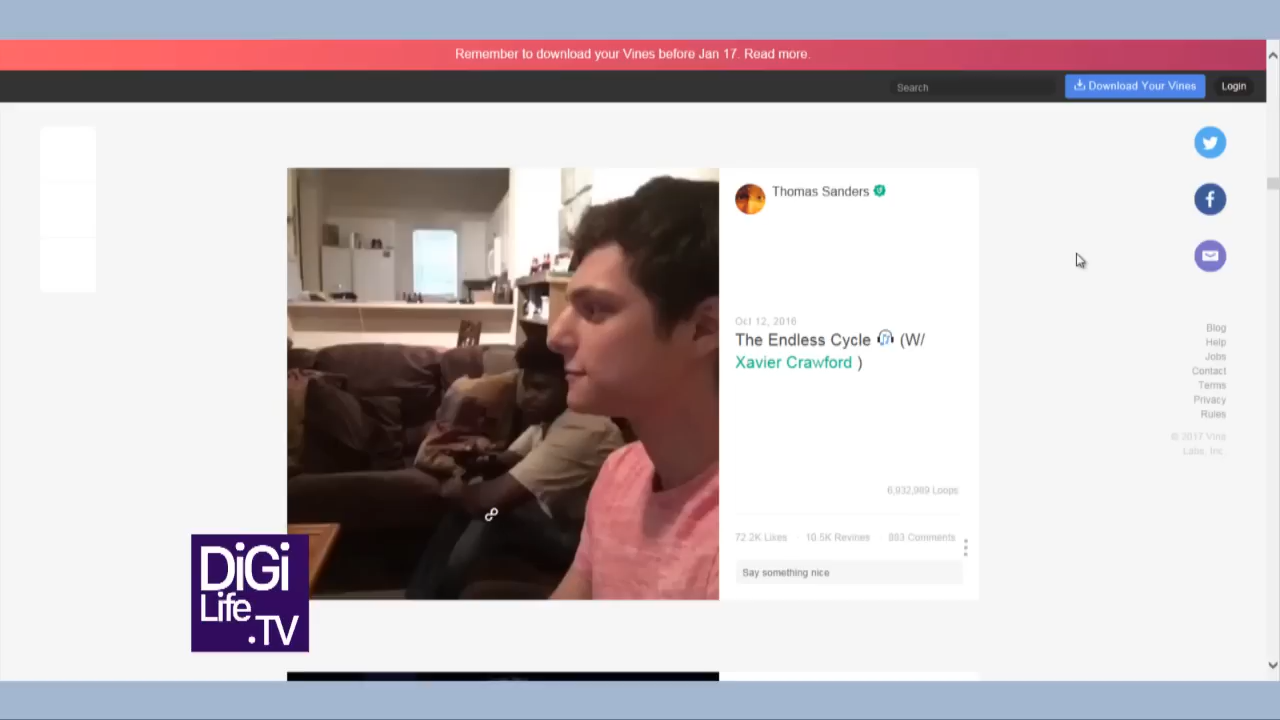 Remember to download your Vines before Jan 17. Read more.
Search
Download Your Vines
Login
Thomas Sanders
Oct 12, 2016
The Endless Cycle (W/
Xavier Crawford )
6,932,989 Loops
72.2K Likes 10.5K Revines 883 Comments
Say something nice
Blog
Help
Jobs
Contact
Terms
Privacy
Rules
© 2017 Vine
Labs, Inc.
DiGi
Life
.TV